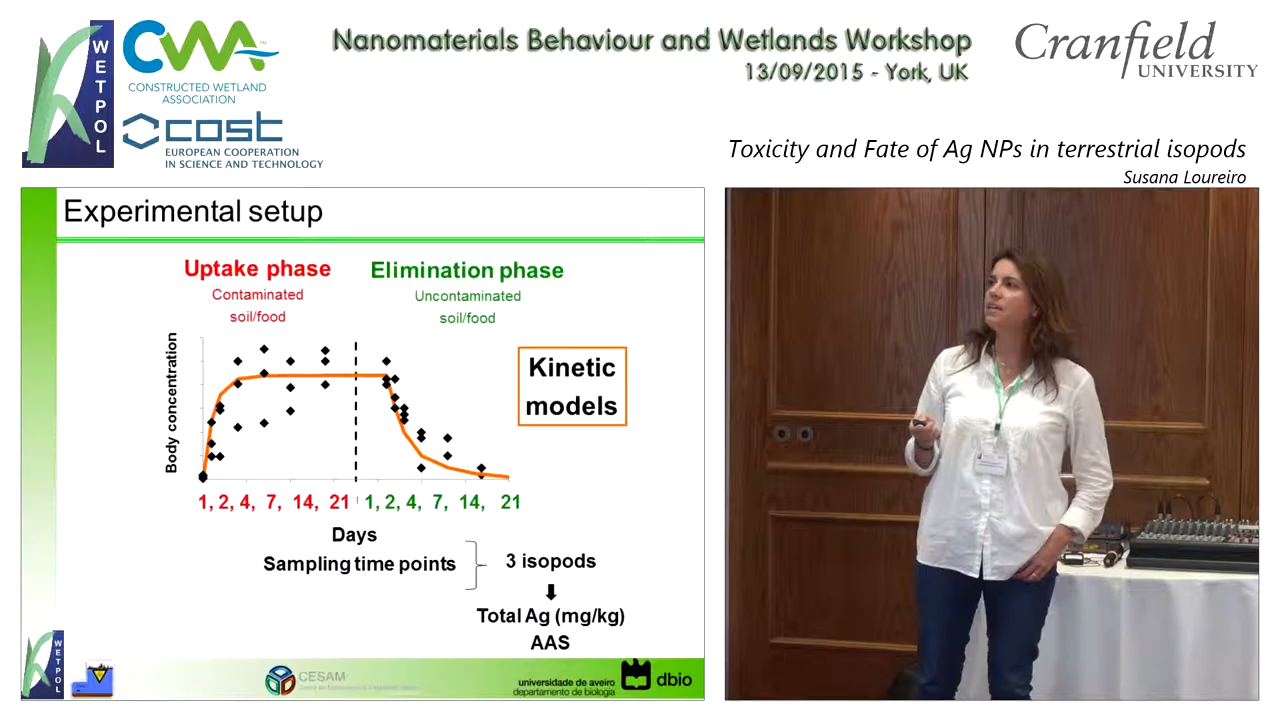 WETPOL
CWA
CONSTRUCTED WETLAND
ASSOCIATION
cost
EUROPEAN COOPERATION
IN SCIENCE AND TECHNOLOGY
Nanomaterials Behaviour and Wetlands Workshop
13/09/2015 - York, UK
Cranfield
UNIVERSITY
Toxicity and Fate of Ag NPs in terrestrial isopods
Susana Loureiro
Experimental setup
Uptake phase
Contaminated
soil/food
Elimination phase
Uncontaminated
soil/food
Body concentration
Kinetic
models
1, 2, 4, 7, 14, 21 1, 2, 4, 7, 14, 21
Days
Sampling time points
3 isopods
Total Ag (mg/kg)
AAS
WETPOL
CESAM
universidade de aveiro
departamento de biologia
dbio